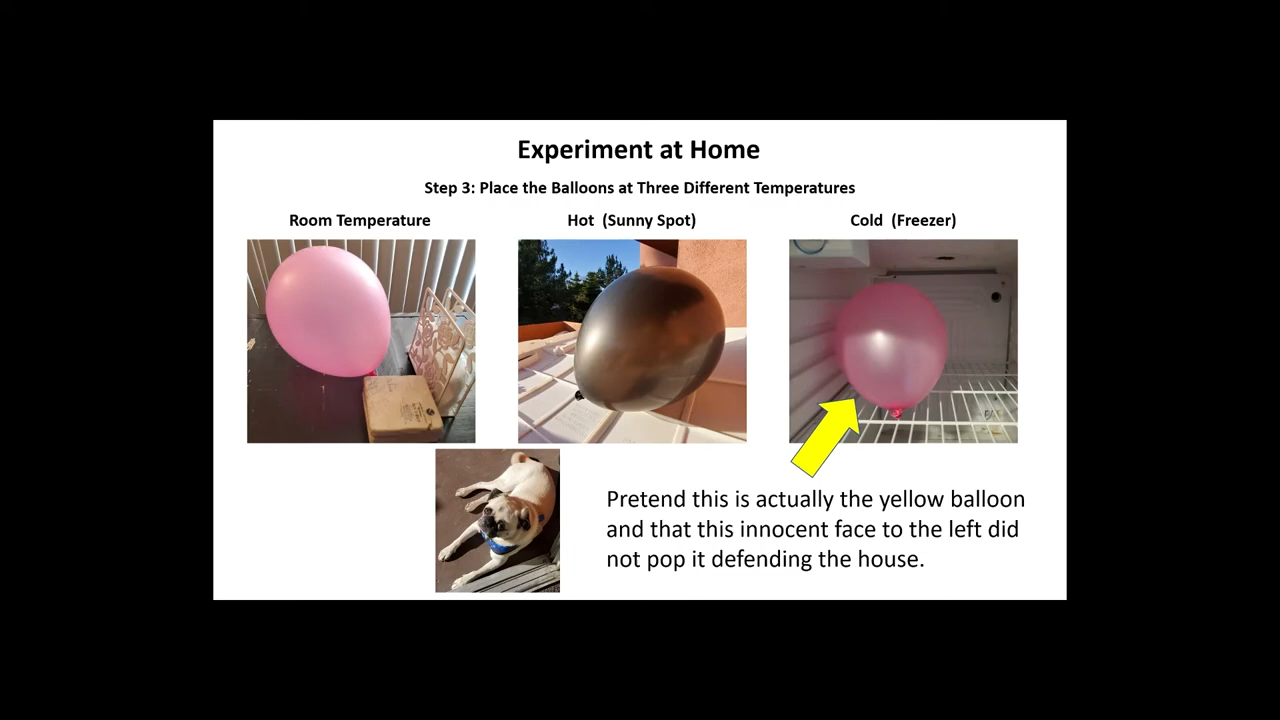 Experiment at Home
Step 3: Place the Balloons at Three Different Temperatures
Room Temperature
Hot (Sunny Spot)
Cold (Freezer)
Pretend this is actually the yellow balloon
and that this innocent face to the left did
not pop it defending the house.